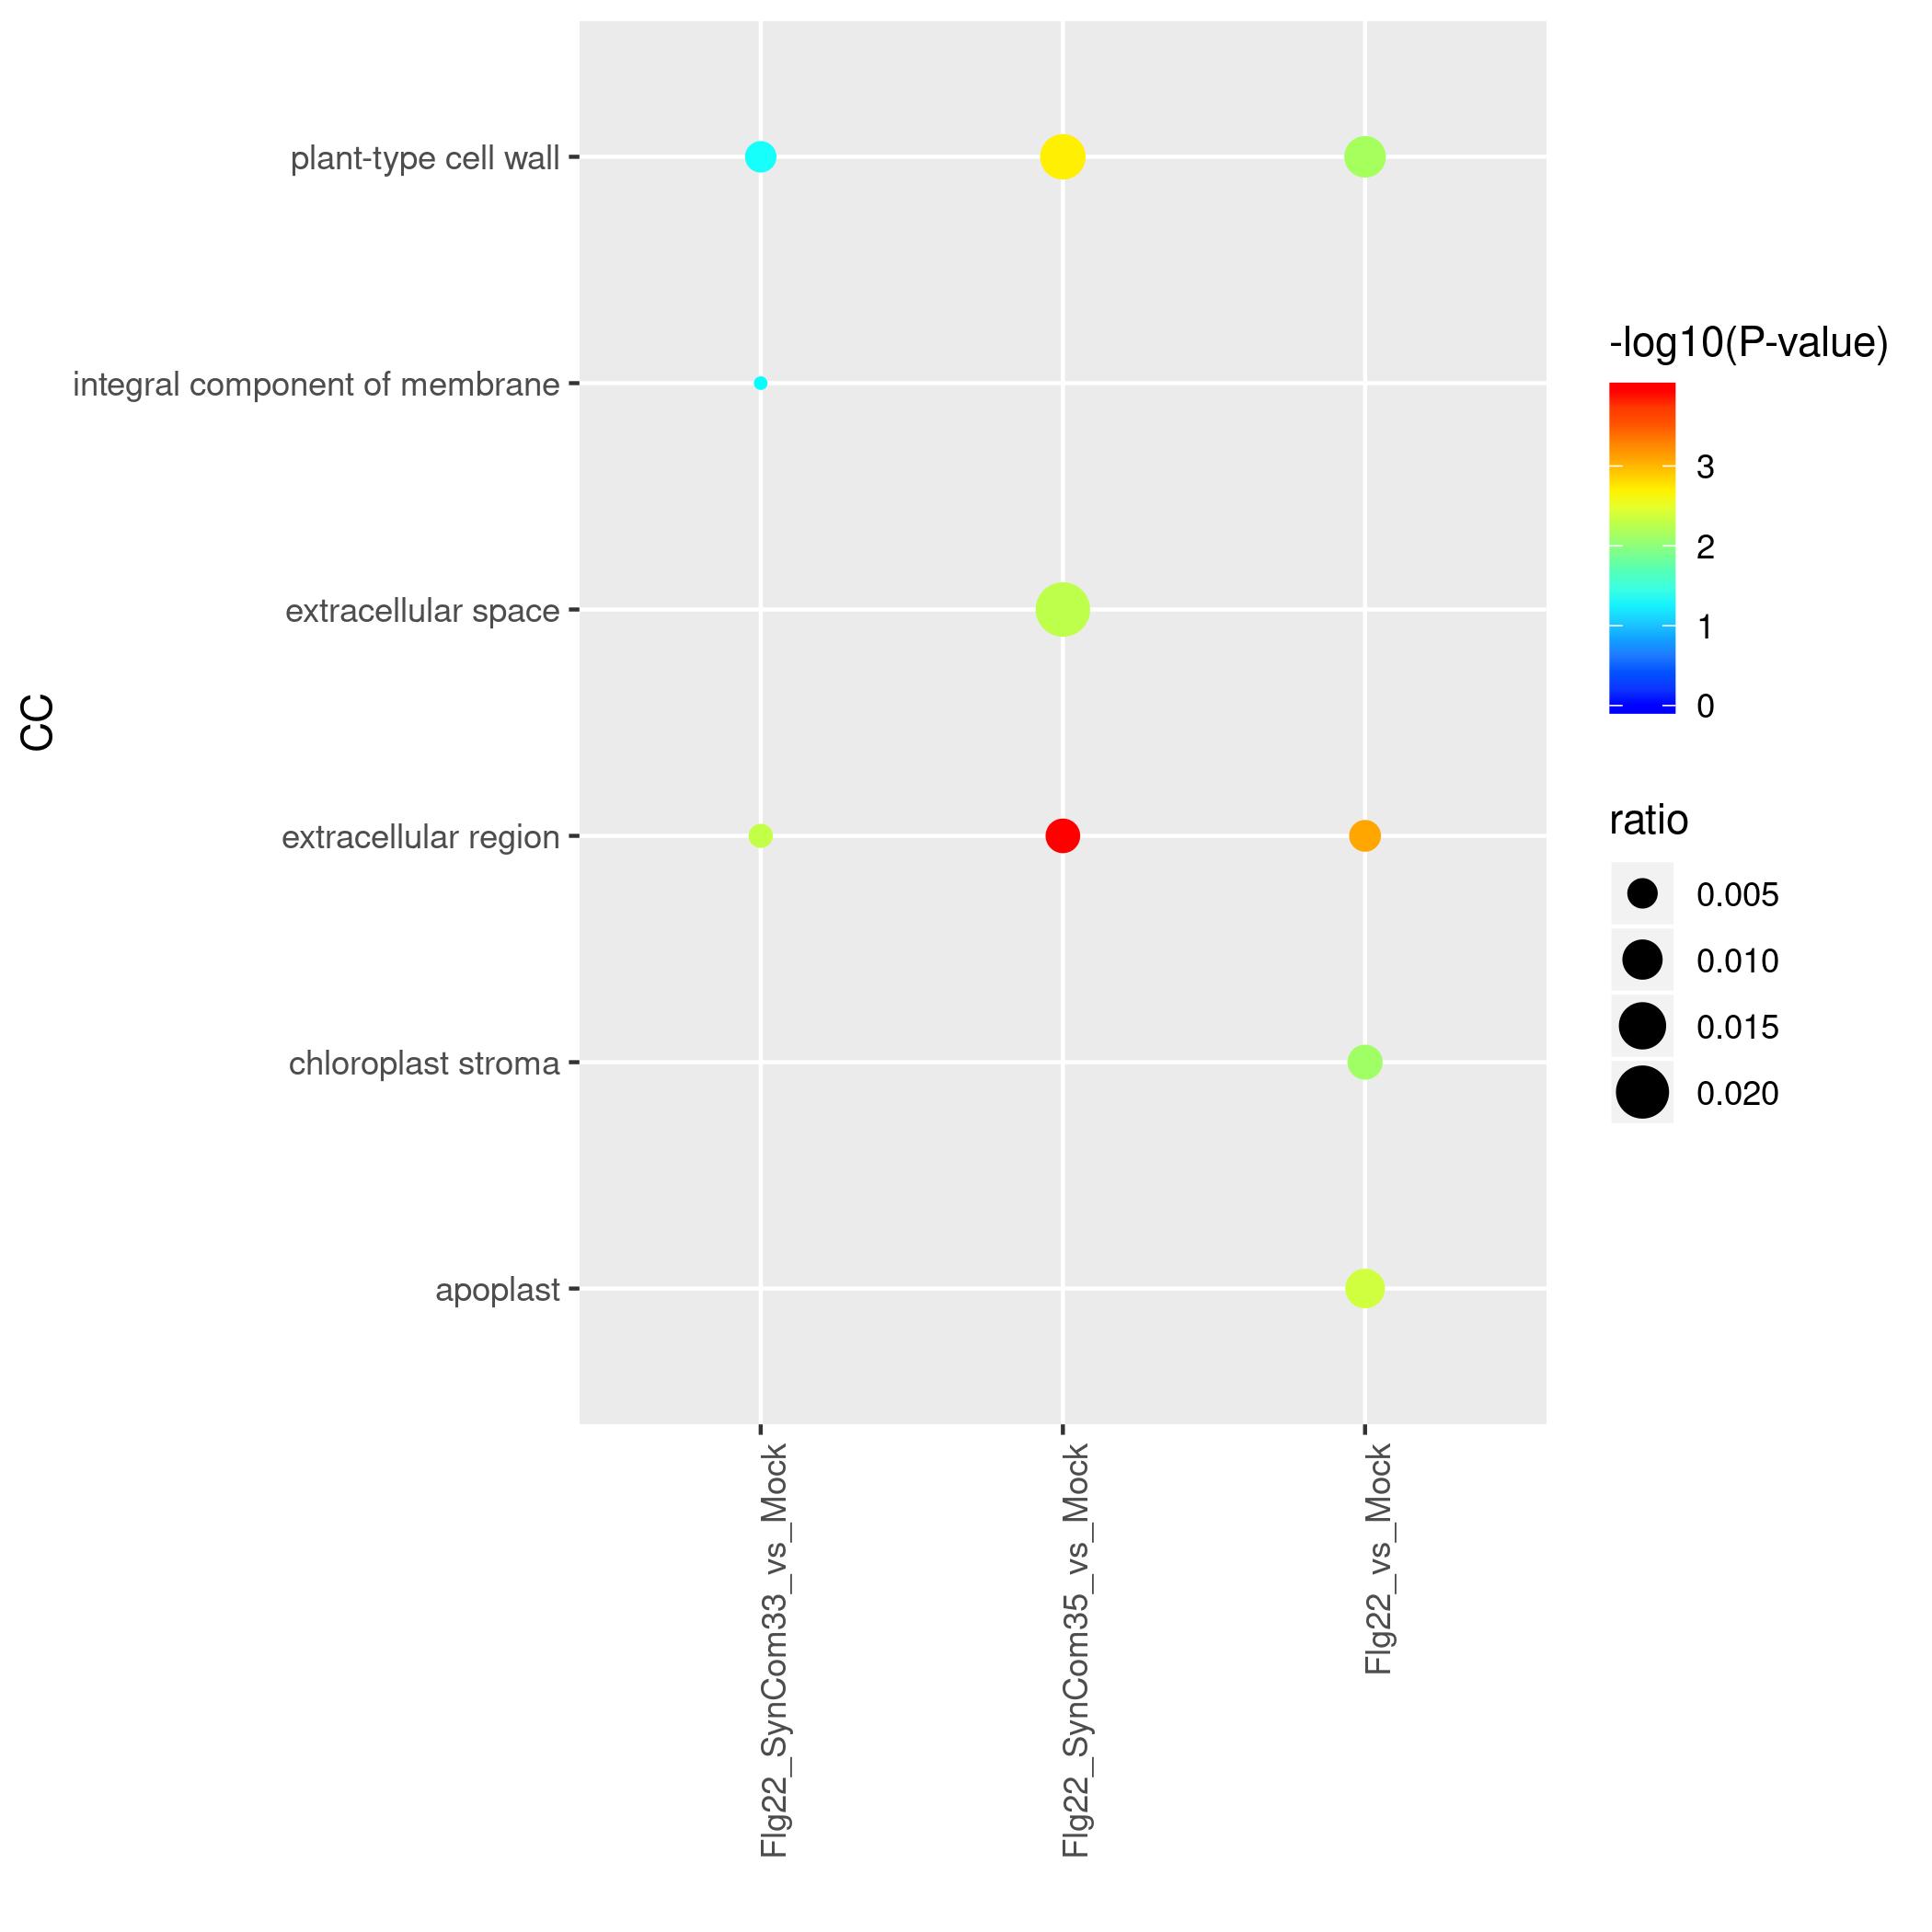 plant-type cell wall
integral component of membrane
extracellular space
extracellular region
chloroplast stroma
apoplast
CC
Flg22_SynCom33_vs_Mock
Flg22_SynCom35_vs_Mock
Flg22_vs_Mock
-log10(P-value)
3
2
1
0
ratio
0.005
0.010
0.015
0.020